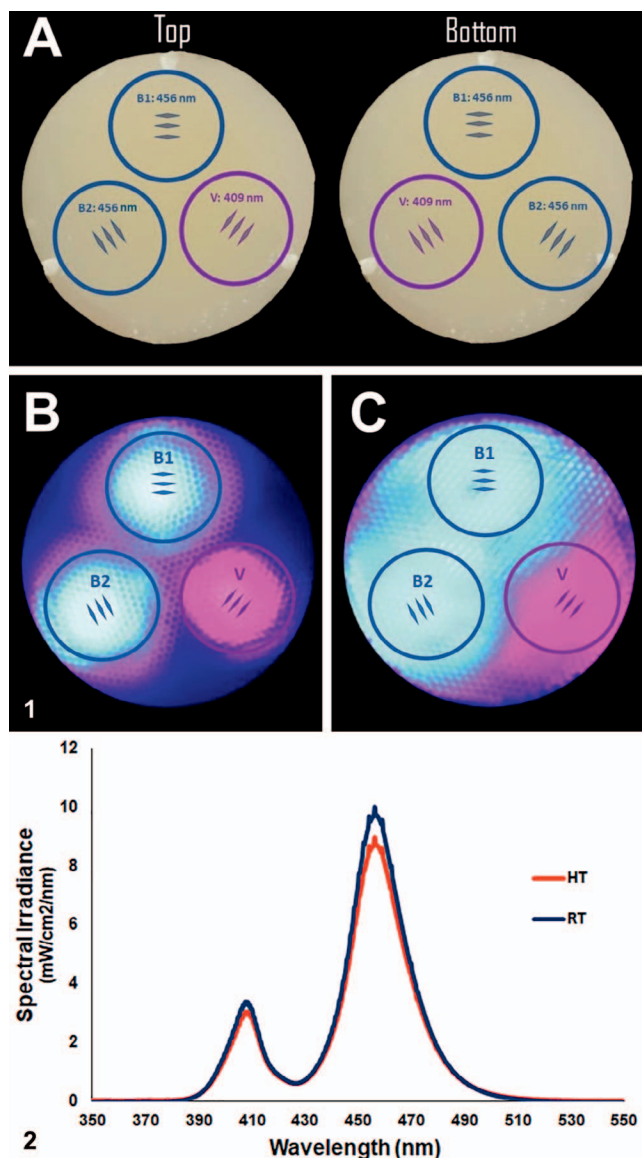 A
Top
Bottom
B1: 456 nm
B2: 456 nm
V: 409 nm
B1: 456 nm
V: 409 nm
B2: 456 nm
B
B1
B2
V
1
C
B1
B2
V
12
10
8
6
4
2
0
Spectral Irradiance
(mW/cm2/nm)
HT
RT
350 370 390 410 430 450 470 490 510 530 550
Wavelength (nm)
2